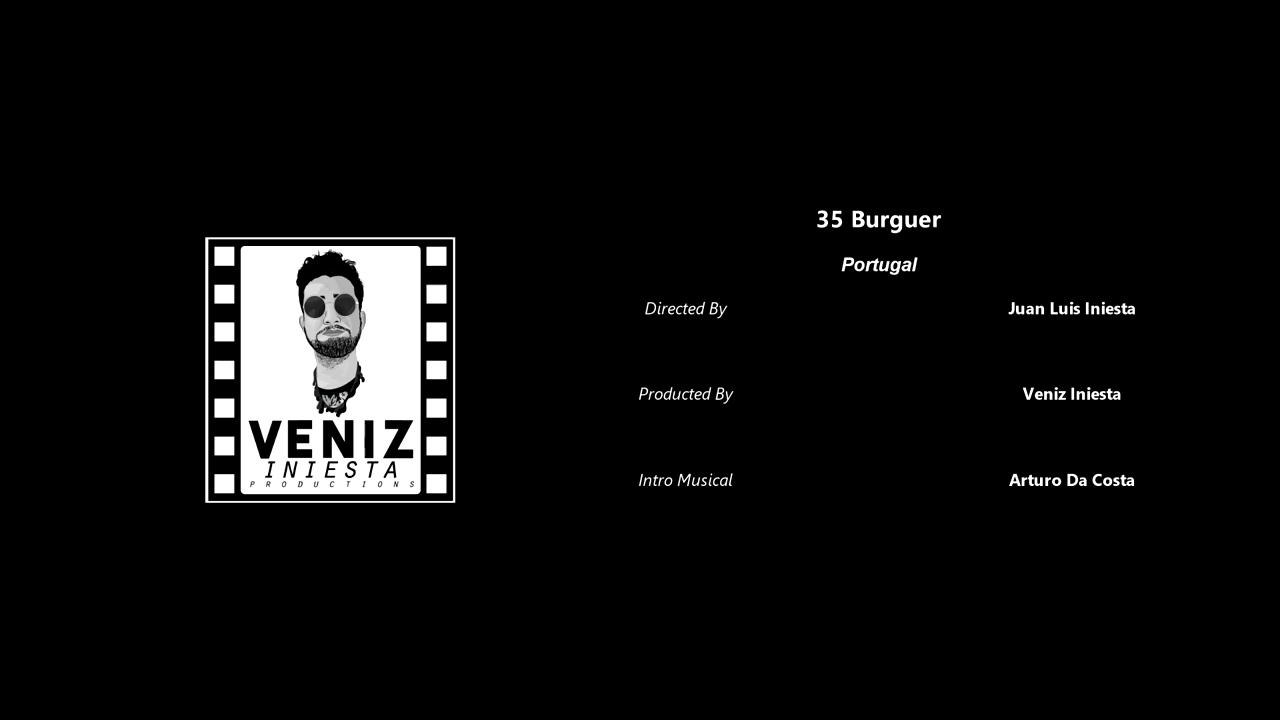 VENIZ
INIESTA
PRODUCTIONS
35 Burguer
Portugal
Directed By Juan Luis Iniesta
Producted By Veniz Iniesta
Intro Musical Arturo Da Costa